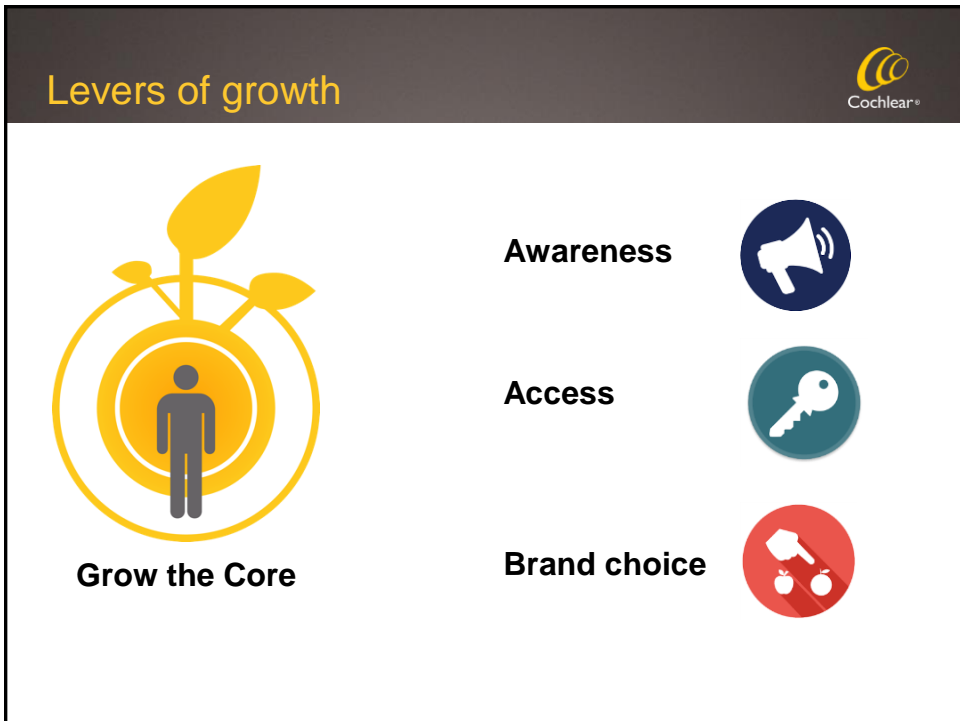 Levers of growth
Cochlear®
Awareness
Access
Brand choice
Grow the Core